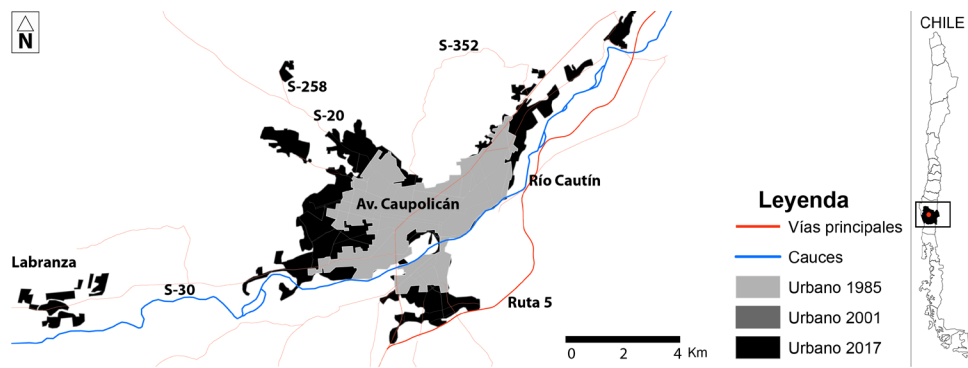 N
S-352
S-258
S-20
Río Cautín
Av. Caupolicán
Labranza
S-30
Ruta 5
0 2 4 Km
Leyenda
Vías principales
Cauces
Urbano 1985
Urbano 2001
Urbano 2017
CHILE